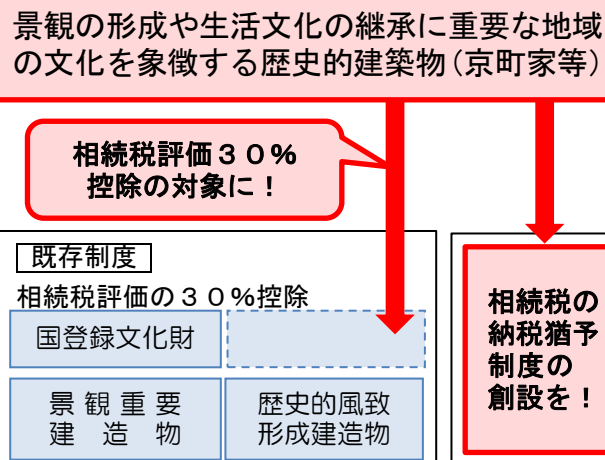 景観の形成や生活文化の継承に重要な地域
の文化を象徴する歴史的建築物(京町家等)
相続税評価30%
控除の対象に!
既存制度
相続税評価の30%控除
国登録文化財
景観重要
建造物
歴史的風致
形成建造物
相続税の
納税猶予
制度の
創設を!